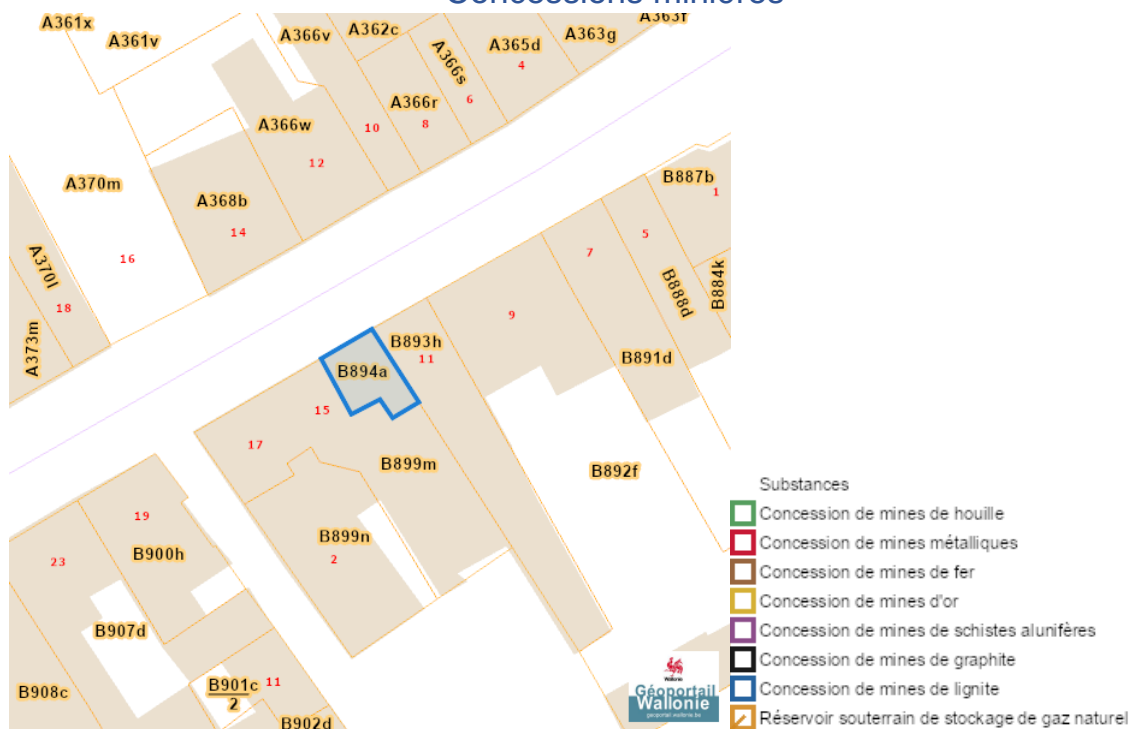 Concessions minières
A361x
A361v
A366v
A362c
A366s
A365d
4
A363g
A363f
A366r
6
8
10
A366w
12
A370m
A368b
14
16
A370l
18
A373m
B887b
1
5
7
B884k
B888d
9
B893h
11
B891d
B894a
15
17
B899m
B892f
B899n
2
19
B900h
23
B907d
B908c
B901c
2
11
B902d
Wallonie
Géoportail
Wallonie
geoportail.wallonie.be
Substances
Concession de mines de houille
Concession de mines métalliques
Concession de mines de fer
Concession de mines d'or
Concession de mines de schistes alunifères
Concession de mines de graphite
Concession de mines de lignite
Réservoir souterrain de stockage de gaz naturel